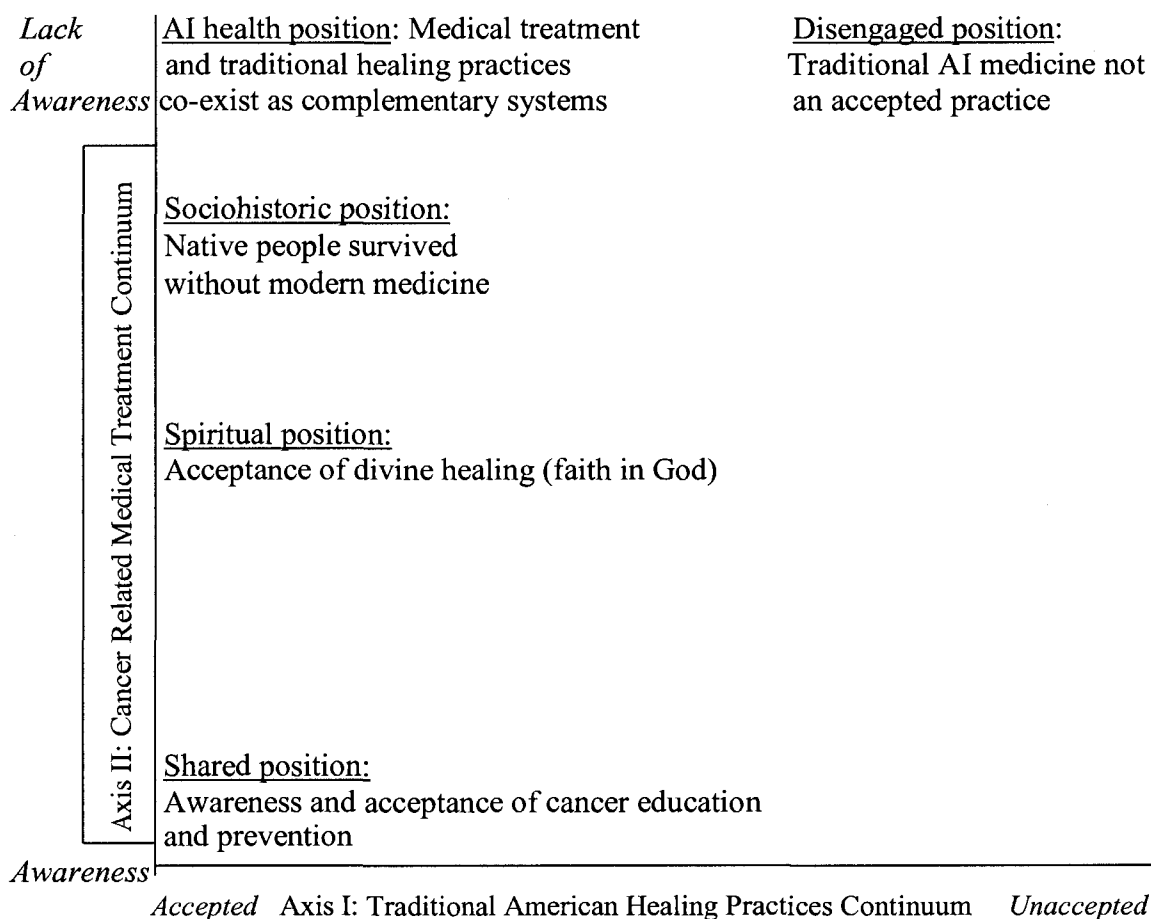 Lack
of
Awareness
AI health position: Medical treatment
and traditional healing practices
co-exist as complementary systems
Disengaged position:
Traditional AI medicine not
an accepted practice
Axis II: Cancer Related Medical Treatment Continuum
Sociohistoric position:
Native people survived
without modern medicine
Spiritual position:
Acceptance of divine healing (faith in God)
Shared position:
Awareness and acceptance of cancer education
and prevention
Awareness
Accepted Axis I: Traditional American Healing Practices Continuum Unaccepted